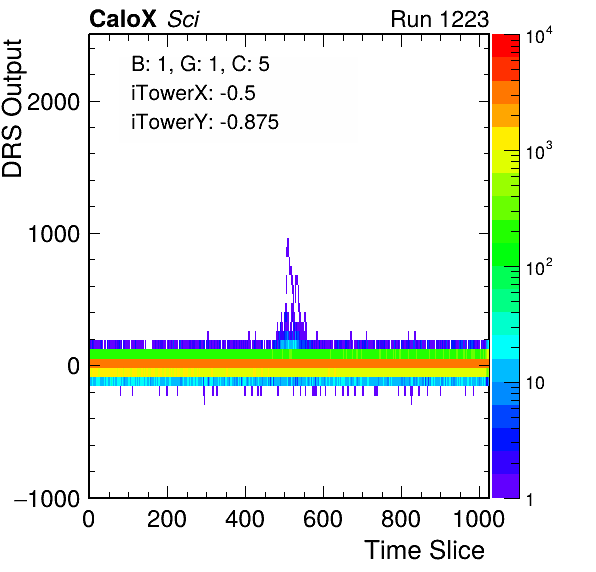 CaloX Sci Run 1223
B: 1, G: 1, C: 5
iTowerX: -0.5
iTowerY: -0.875
DRS Output
2000
1000
0
−1000
0 200 400 600 800 1000
Time Slice
10^4
10^3
10^2
10
1